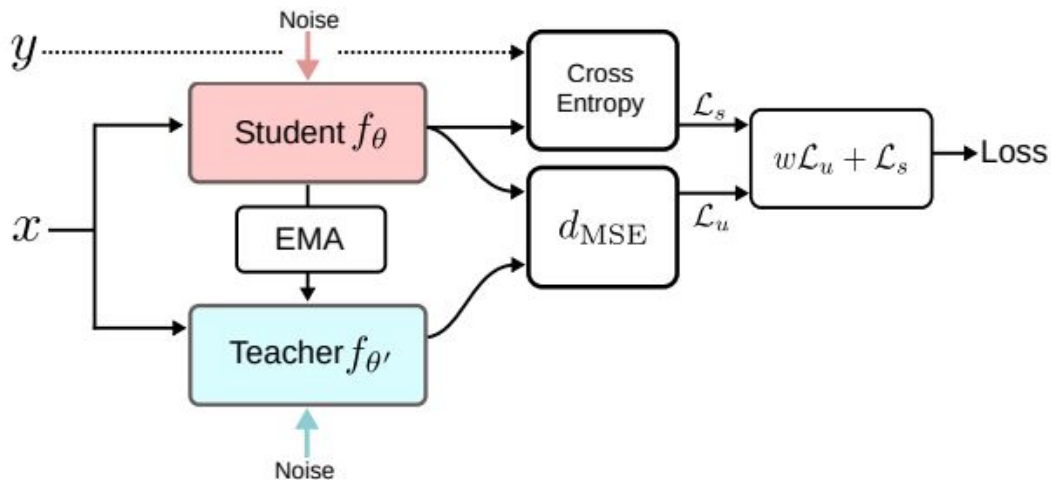 Noise
y
Student f_θ
Cross
Entropy
ℒ_s
wℒ_u + ℒ_s
Loss
x
EMA
d_MSE
ℒ_u
Teacher f_θ′
Noise